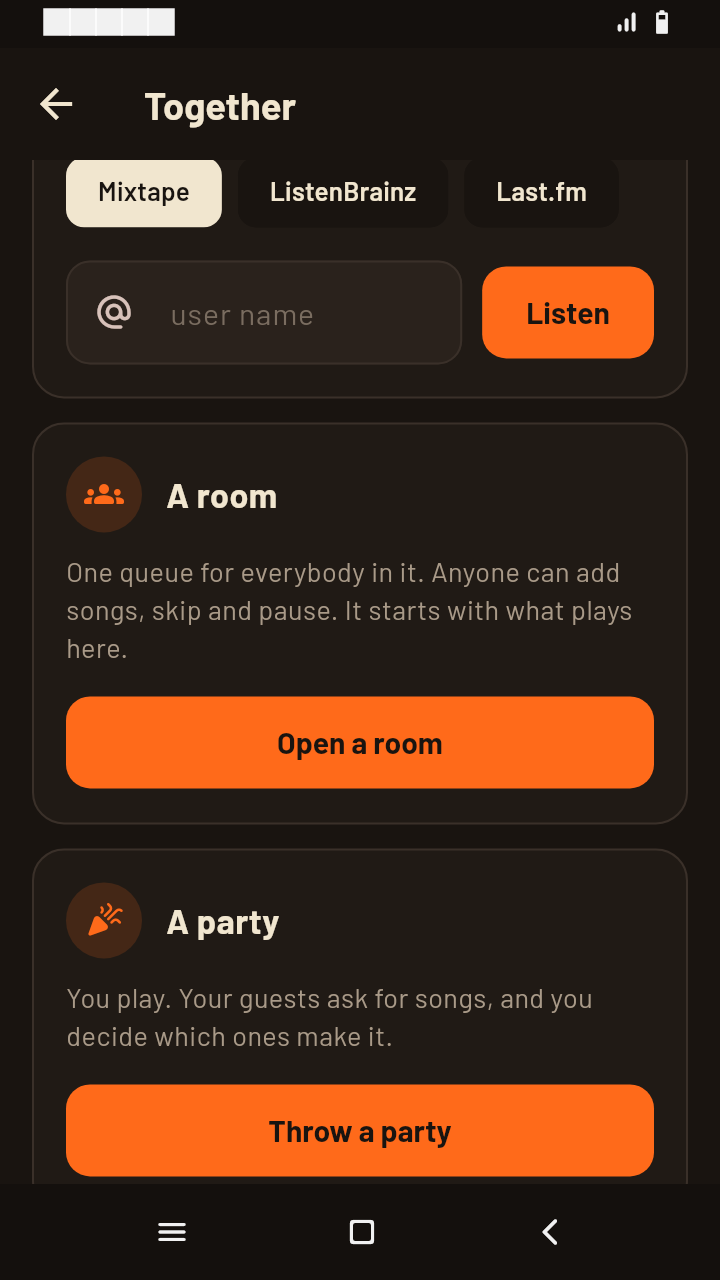 Together
Mixtape
ListenBrainz
Last.fm
user name
Listen
A room
One queue for everybody in it. Anyone can add
songs, skip and pause. It starts with what plays
here.
Open a room
A party
You play. Your guests ask for songs, and you
decide which ones make it.
Throw a party